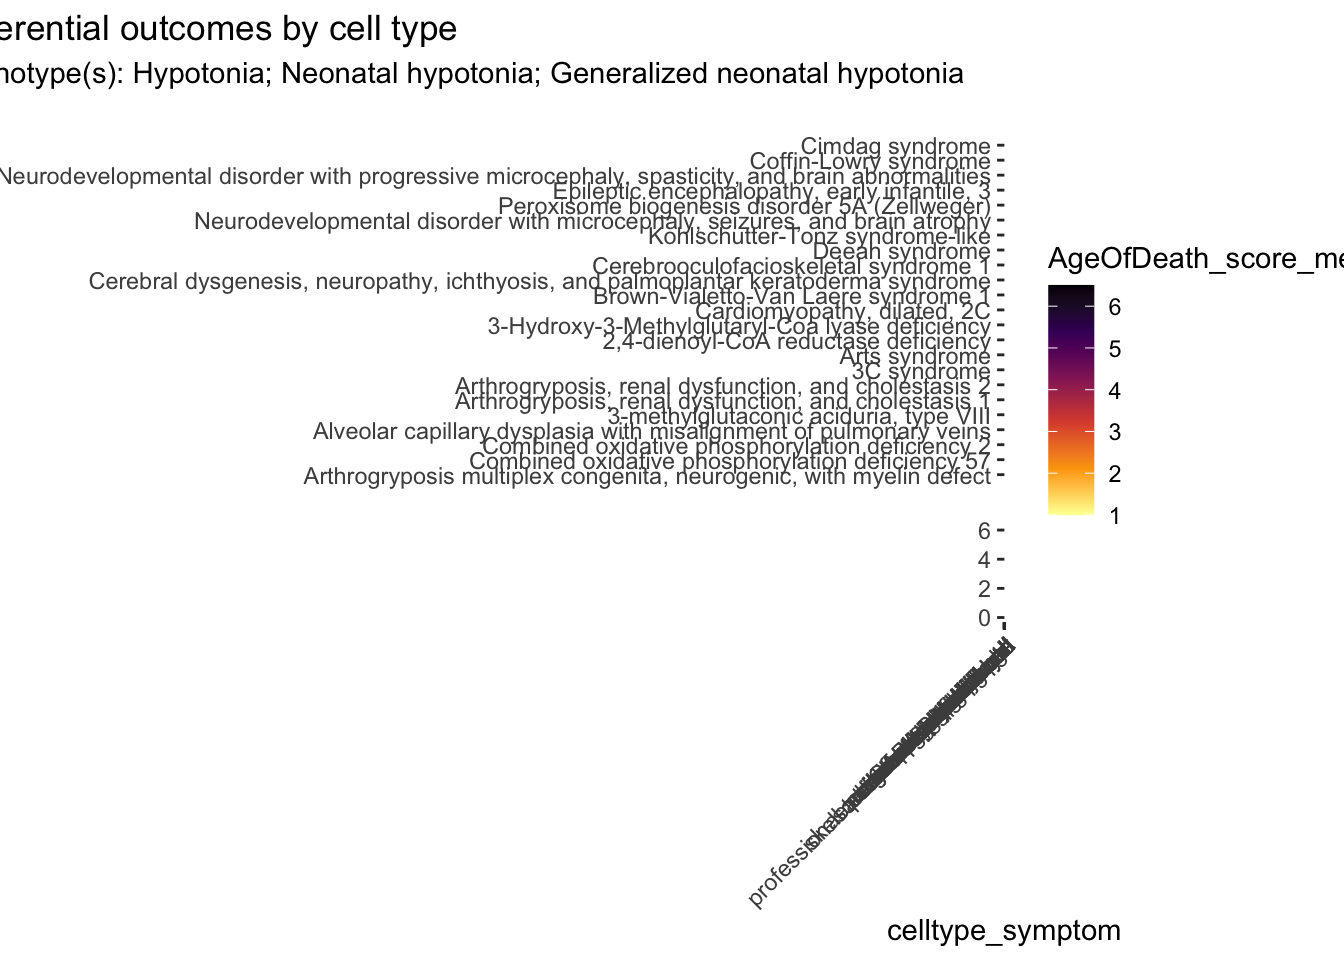 erential outcomes by cell type
notype(s): Hypotonia; Neonatal hypotonia; Generalized neonatal hypotonia
Cimdag syndrome
Coffin-Lowry syndrome
Neurodevelopmental disorder with progressive microcephaly, spasticity, and brain abnormalities
Epileptic encephalopathy, early infantile, 3
Peroxisome biogenesis disorder 5A (Zellweger)
Neurodevelopmental disorder with microcephaly, seizures, and brain atrophy
Kohlschutter-Tonz syndrome-like
Deeah syndrome
Cerebrooculofacioskeletal syndrome 1
Cerebral dysgenesis, neuropathy, ichthyosis, and palmoplantar keratoderma syndrome
Brown-Vialetto-Van Laere syndrome 1
Cardiomyopathy, dilated, 2C
3-Hydroxy-3-Methylglutaryl-Coa lyase deficiency
2,4-dienoyl-CoA reductase deficiency
Arts syndrome
3C syndrome
Arthrogryposis, renal dysfunction, and cholestasis 2
Arthrogryposis, renal dysfunction, and cholestasis 1
3-methylglutaconic aciduria, type VIII
Alveolar capillary dysplasia with misalignment of pulmonary veins
Combined oxidative phosphorylation deficiency 2
Combined oxidative phosphorylation deficiency 57
Arthrogryposis multiplex congenita, neurogenic, with myelin defect
6
4
2
0
celltype_symptom
AgeOfDeath_score_me
6
5
4
3
2
1